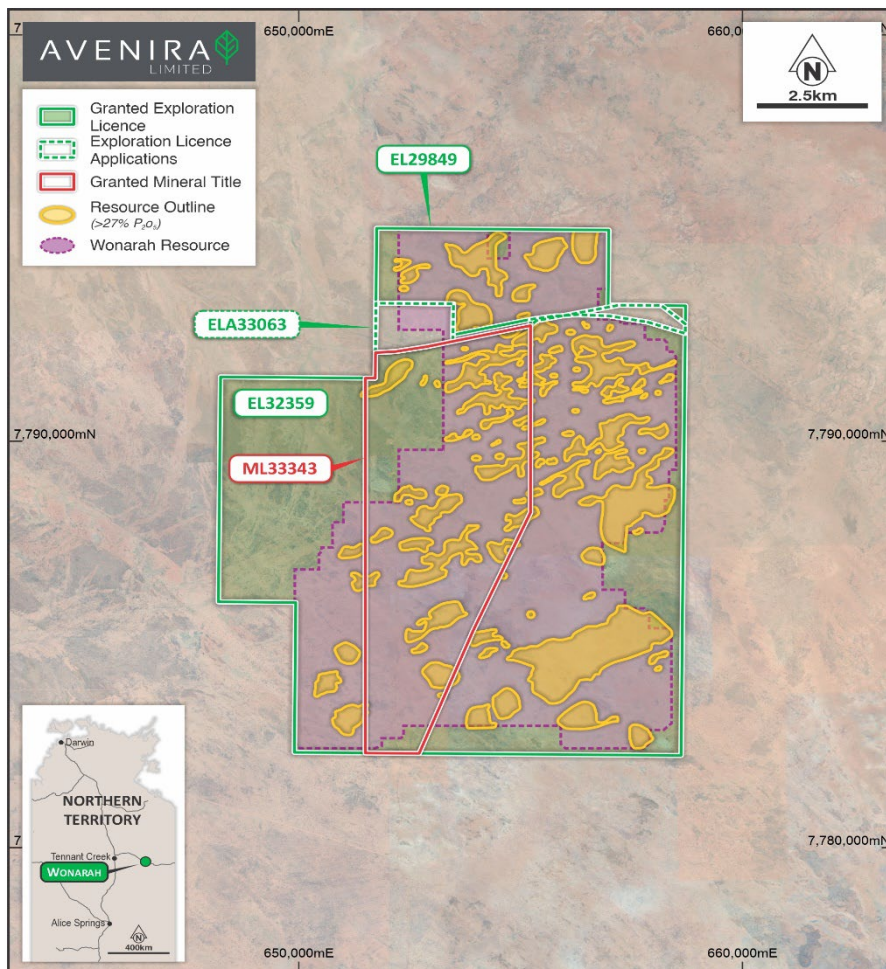 650,000mE
660,000mE
AVENIRA
LIMITED
Granted Exploration
Licence
Exploration Licence
Applications
Granted Mineral Title
Resource Outline
(>27% P₂o₅)
Wonarah Resource
N
2.5km
EL29849
ELA33063
EL32359
ML33343
7,790,000mN
7,790,000mN
7,780,000mN
Darwin
NORTHERN
TERRITORY
Tennant Creek
WONARAH
Alice Springs
N
400km
650,000mE
660,000mE